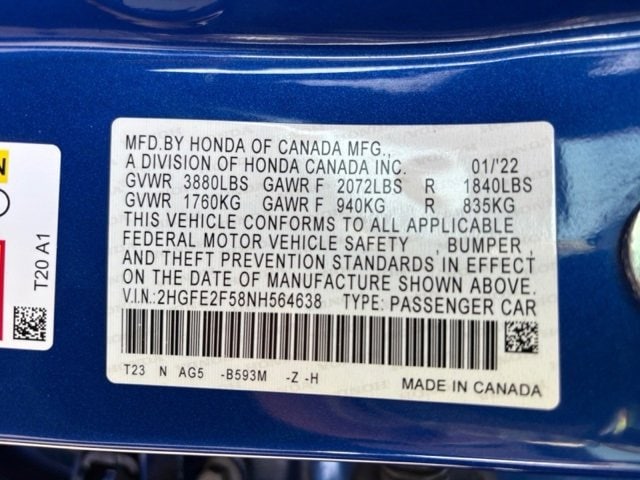 MFD.BY HONDA OF CANADA MFG.,
A DIVISION OF HONDA CANADA INC. 01/'22
GVWR 3880LBS GAWR F 2072LBS R 1840LBS
GVWR 1760KG GAWR F 940KG R 835KG
THIS VEHICLE CONFORMS TO ALL APPLICABLE
FEDERAL MOTOR VEHICLE SAFETY , BUMPER ,
AND THEFT PREVENTION STANDARDS IN EFFECT
ON THE DATE OF MANUFACTURE SHOWN ABOVE.
V.I.N.:2HGFE2F58NH564638 TYPE: PASSENGER CAR
T23 N AG5 -B593M -Z -H
MADE IN CANADA
T20 A1